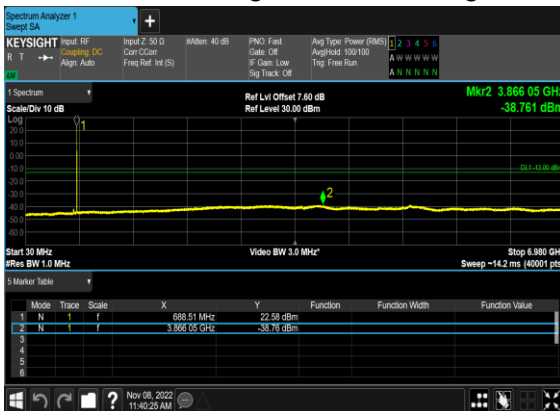 Spectrum Analyzer 1
Swept SA
KEYSIGHT Input: RF Input Z: 50 Ω #Atten: 40 dB PNO: Fast Avg Type: Power (RMS) 1 2 3 4 5 6
R T Coupling: DC Corr CCorr Gate: Off Avg|Hold: 100/100 A W W W W W
Align: Auto Freq Ref: Int (S) IF Gain: Low Trig: Free Run
Sig Track: Off A N N N N N
LV
1 Spectrum
Scale/Div 10 dB Ref Lvl Offset 7.60 dB Mkr2 3.866 05 GHz
Log Ref Level 30.00 dBm -38.761 dBm
20.0 1
10.0
0.00
-10.0 DL1 -13.00 dBm
-20.0
-30.0 2
-40.0
-50.0
-60.0
Start 30 MHz Video BW 3.0 MHz* Stop 6.980 GHz
#Res BW 1.0 MHz Sweep ~14.2 ms (40001 pts
5 Marker Table
Mode Trace Scale X Y Function Function Width Function Value
1 N 1 f 688.51 MHz 22.58 dBm
2 N 1 f 3.866 05 GHz -38.76 dBm
3
4
5
6
? Nov 08, 2022
11:40:25 AM